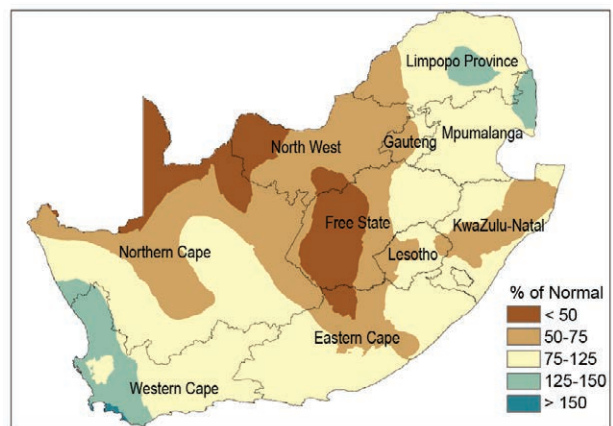 Limpopo Province
Mpumalanga
North West
Gauteng
Free State
KwaZulu-Natal
Lesotho
Northern Cape
Eastern Cape
Western Cape
% of Normal
< 50
50-75
75-125
125-150
> 150